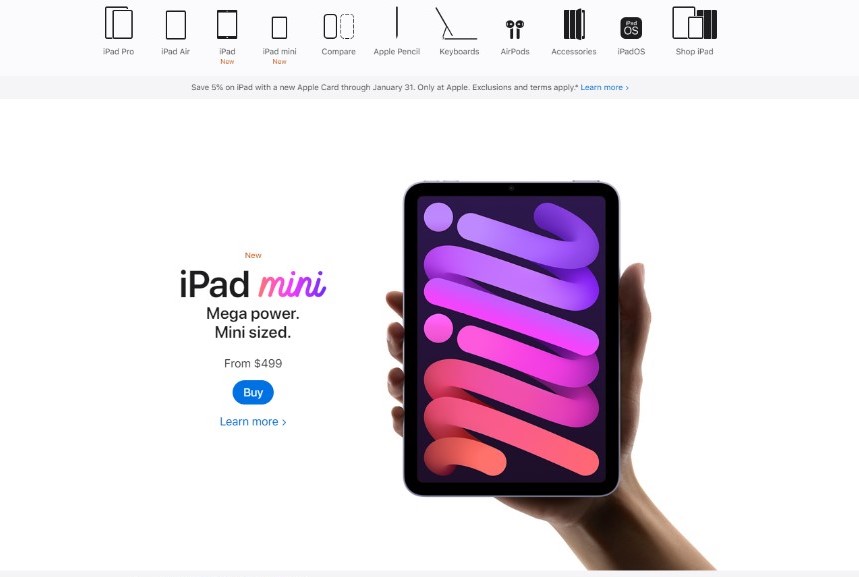 iPad Pro
iPad Air
iPad
New
iPad mini
New
Compare
Apple Pencil
Keyboards
AirPods
Accessories
iPad
OS
iPadOS
Shop iPad
Save 5% on iPad with a new Apple Card through January 31. Only at Apple. Exclusions and terms apply.* Learn more >
New
iPad mini
Mega power.
Mini sized.
From $499
Buy
Learn more >